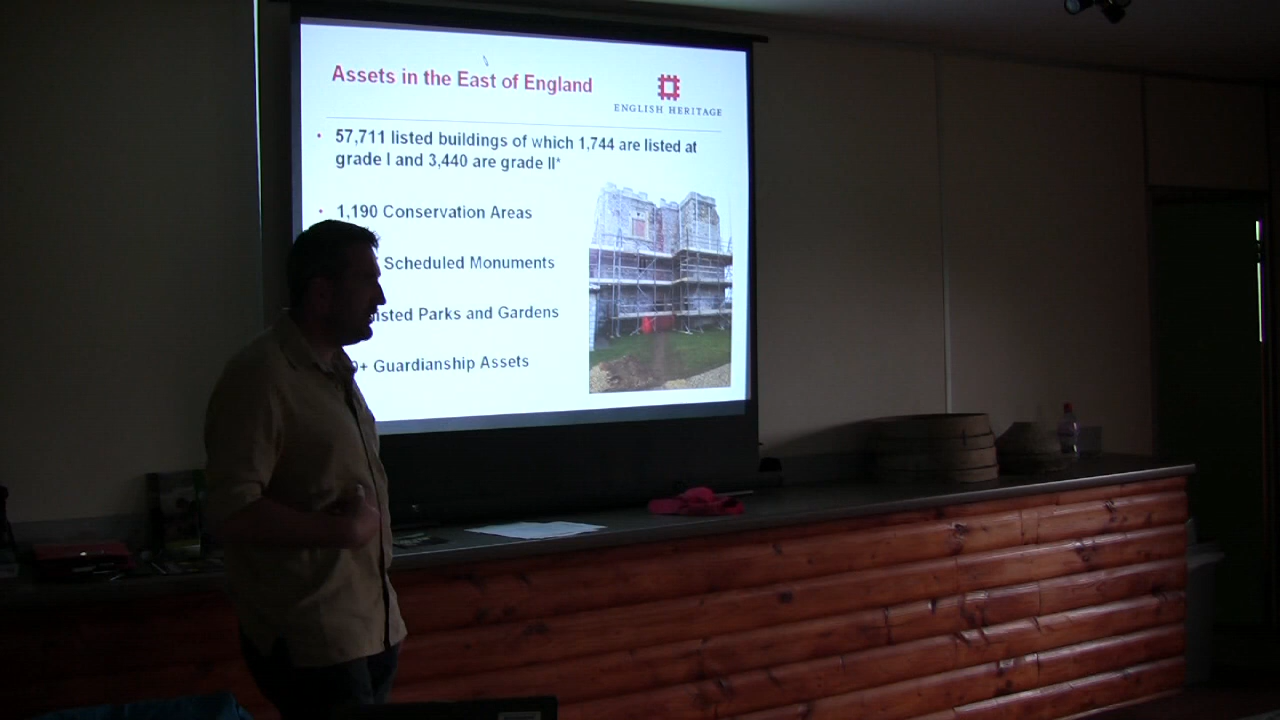 Assets in the East of England
ENGLISH HERITAGE
57,711 listed buildings of which 1,744 are listed at
grade I and 3,440 are grade II*
1,190 Conservation Areas
Scheduled Monuments
Parks and Gardens
0+ Guardianship Assets